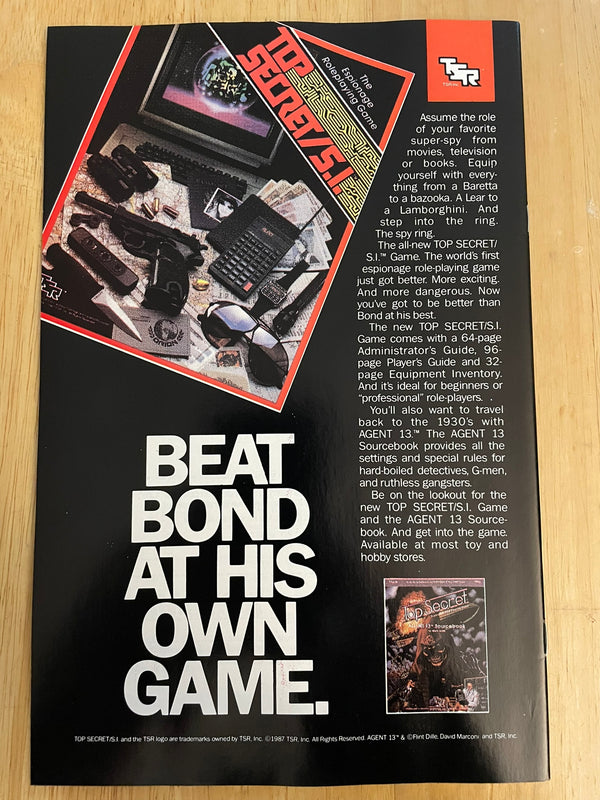 TOP
SECRET/S.I.
The
Espionage
Roleplaying Game
TSR
TSR, Inc.
TSR
ORION
Assume the role
of your favorite
super-spy from
movies, television
or books. Equip
yourself with every-
thing from a Baretta
to a bazooka. A Lear to
a Lamborghini. And
step into the ring.
The spy ring.
The all-new TOP SECRET/
S.I.™ Game. The world's first
espionage role-playing game
just got better. More exciting.
And more dangerous. Now
you've got to be better than
Bond at his best.
The new TOP SECRET/S.I.
Game comes with a 64-page
Administrator's Guide, 96-
page Player's Guide and 32-
page Equipment Inventory.
And it's ideal for beginners or
"professional" role-players.
You'll also want to travel
back to the 1930's with
AGENT 13.™ The AGENT 13
Sourcebook provides all the
settings and special rules for
hard-boiled detectives, G-men,
and ruthless gangsters.
Be on the lookout for the
new TOP SECRET/S.I. Game
and the AGENT 13 Source-
book. And get into the game.
Available at most toy and
hobby stores.
BEAT
BOND
AT HIS
OWN
GAME.
Top Secret
AGENT 13™ Sourcebook
TOP SECRET/S.I. and the TSR logo are trademarks owned by TSR, Inc. ©1987 TSR, Inc. All Rights Reserved. AGENT 13™ & ©Flint Dille, David Marconi, and TSR, Inc.